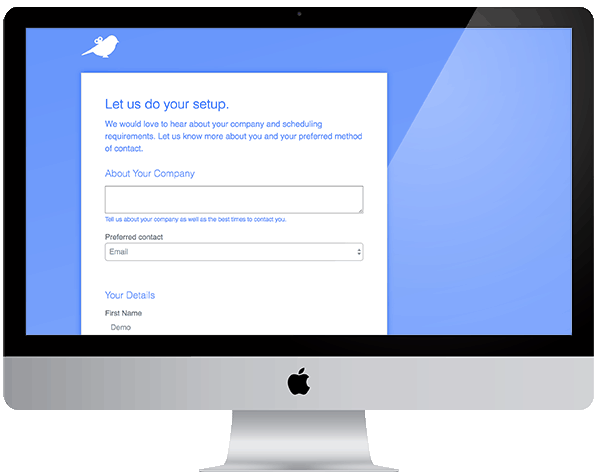 Let us do your setup.
We would love to hear about your company and scheduling
requirements. Let us know more about you and your preferred method
of contact.
About Your Company
Tell us about your company as well as the best times to contact you.
Preferred contact
Email
Your Details
First Name
Demo